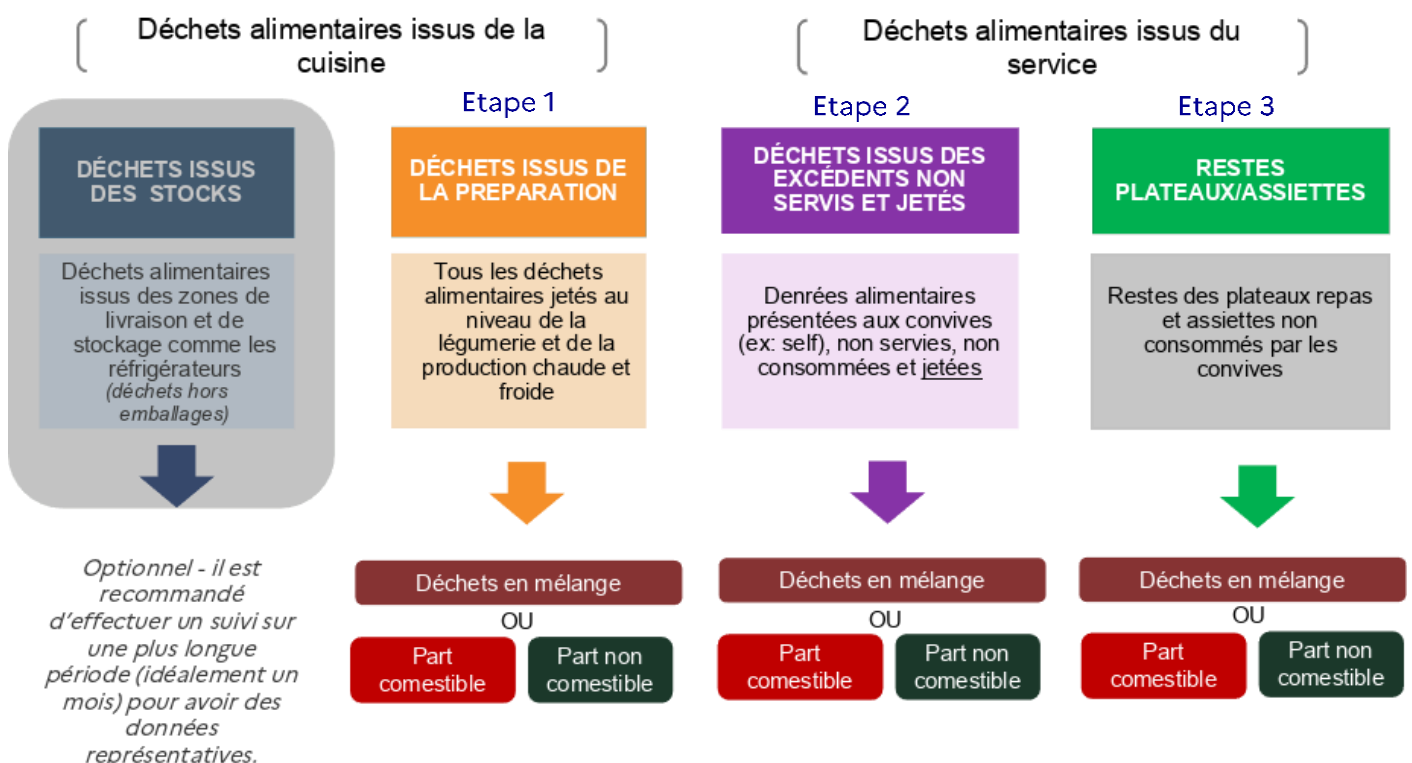 Déchets alimentaires issus de la
cuisine
Déchets alimentaires issus du
service
Etape 1
Etape 2
Etape 3
DÉCHETS ISSUS
DES STOCKS
DÉCHETS ISSUS DE
LA PREPARATION
DÉCHETS ISSUS DES
EXCÉDENTS NON
SERVIS ET JETÉS
RESTES
PLATEAUX/ASSIETTES
Déchets alimentaires
issus des zones de
livraison et de
stockage comme les
réfrigérateurs
(déchets hors
emballages)
Tous les déchets
alimentaires jetés au
niveau de la
légumerie et de la
production chaude et
froide
Denrées alimentaires
présentées aux convives
(ex: self), non servies, non
consommées et jetées
Restes des plateaux repas
et assiettes non
consommés par les
convives
Optionnel - il est
recommandé
d'effectuer un suivi sur
une plus longue
période (idéalement un
mois) pour avoir des
données
représentatives.
Déchets en mélange
OU
Part
comestible
Part non
comestible
Déchets en mélange
OU
Part
comestible
Part non
comestible
Déchets en mélange
OU
Part
comestible
Part non
comestible